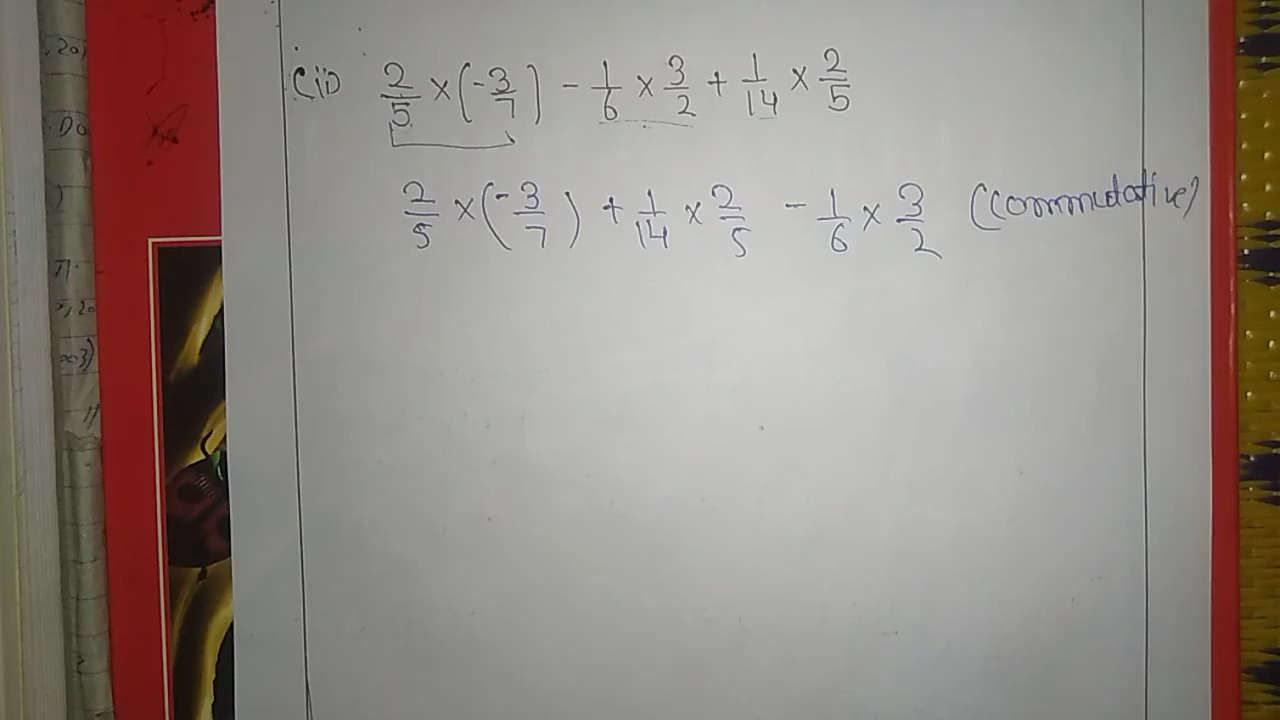 (ii) 2/5 × (-3/7) - 1/6 × 3/2 + 1/14 × 2/5
2/5 × (-3/7) + 1/14 × 2/5 - 1/6 × 3/2 (commutative)